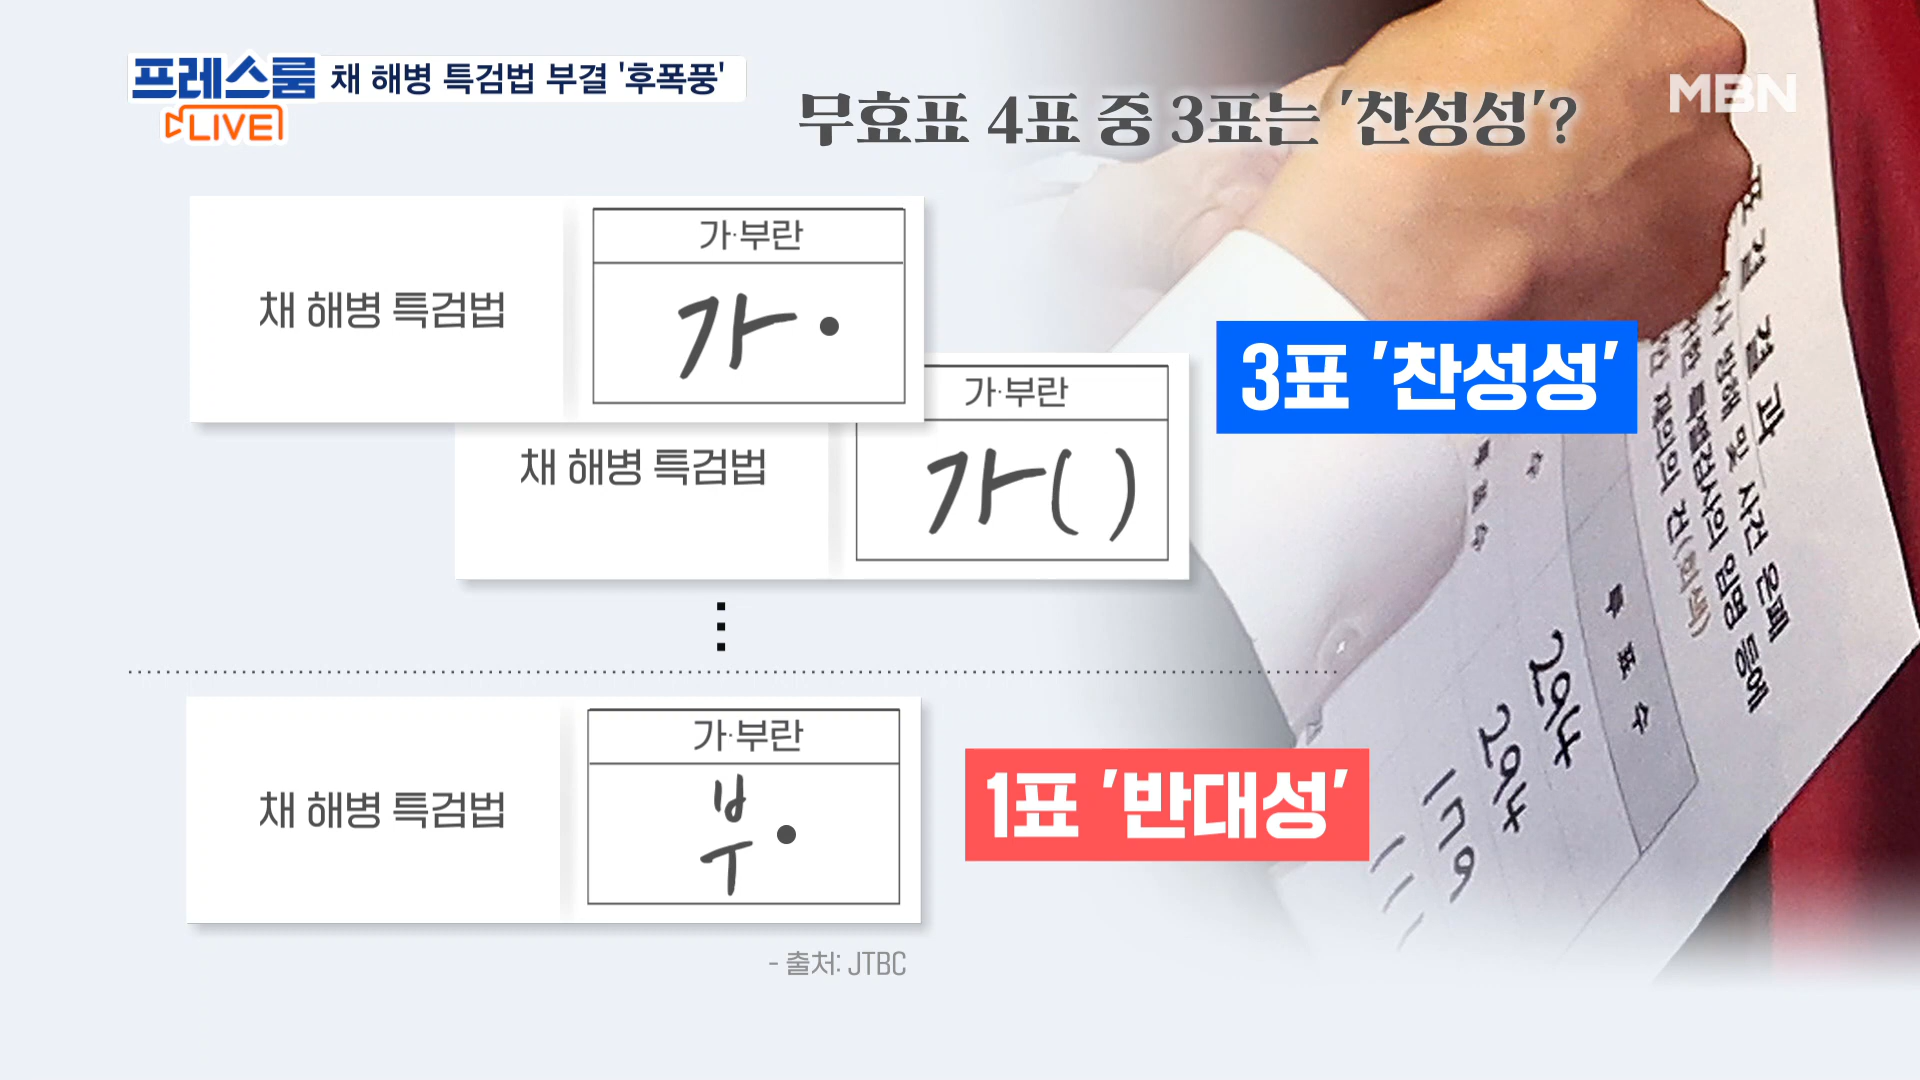 프레스룸
LIVE!
채 해병 특검법 부결 '후폭풍'
MBN
무효표 4표 중 3표는 '찬성성'?
채 해병 특검법
가·부란
가 •
채 해병 특검법
가·부란
가( )
3표 '찬성성'
채 해병 특검법
가·부란
부 •
1표 '반대성'
- 출처: JTBC